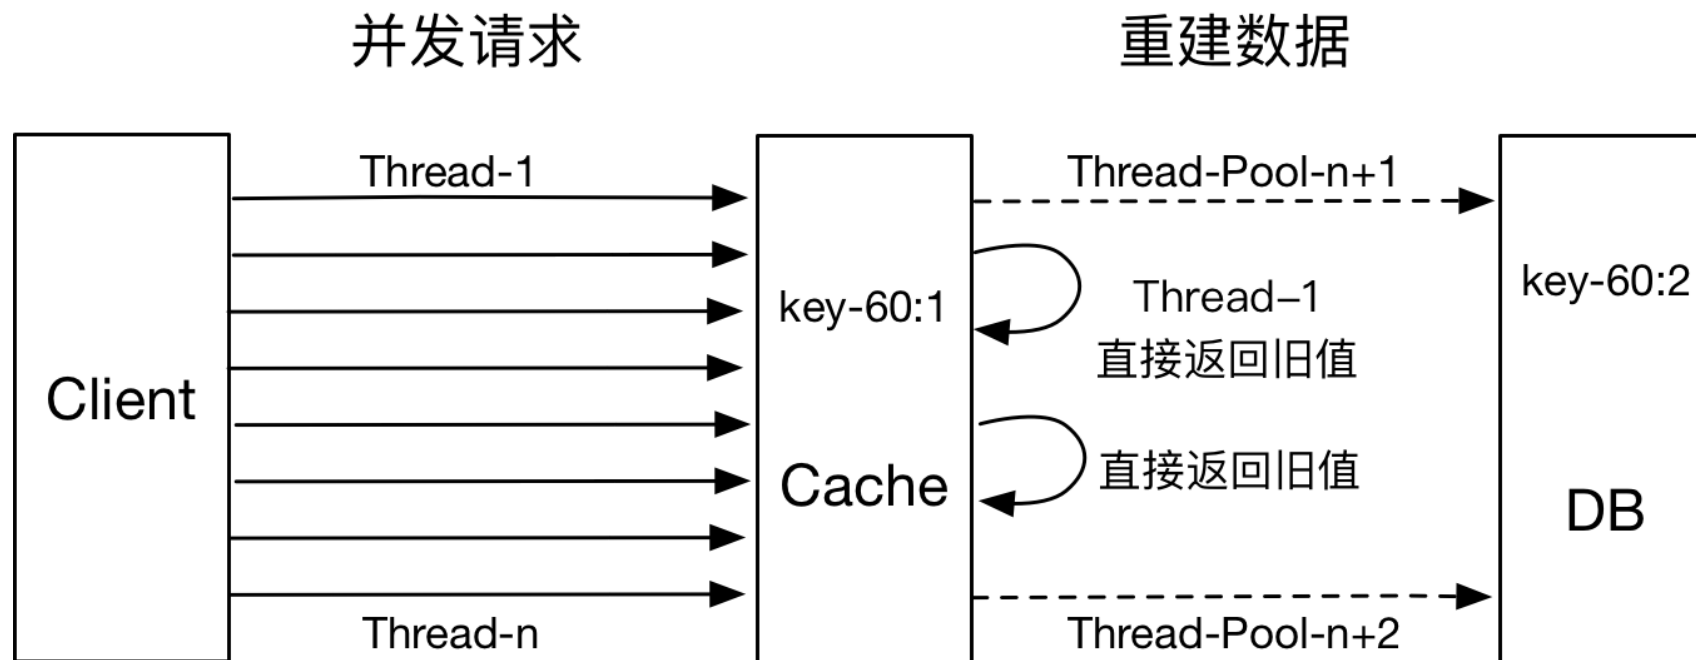 并发请求
重建数据
Thread-1
Thread-Pool-n+1
key-60:1
Thread–1
直接返回旧值
key-60:2
Client
Cache
直接返回旧值
DB
Thread-n
Thread-Pool-n+2